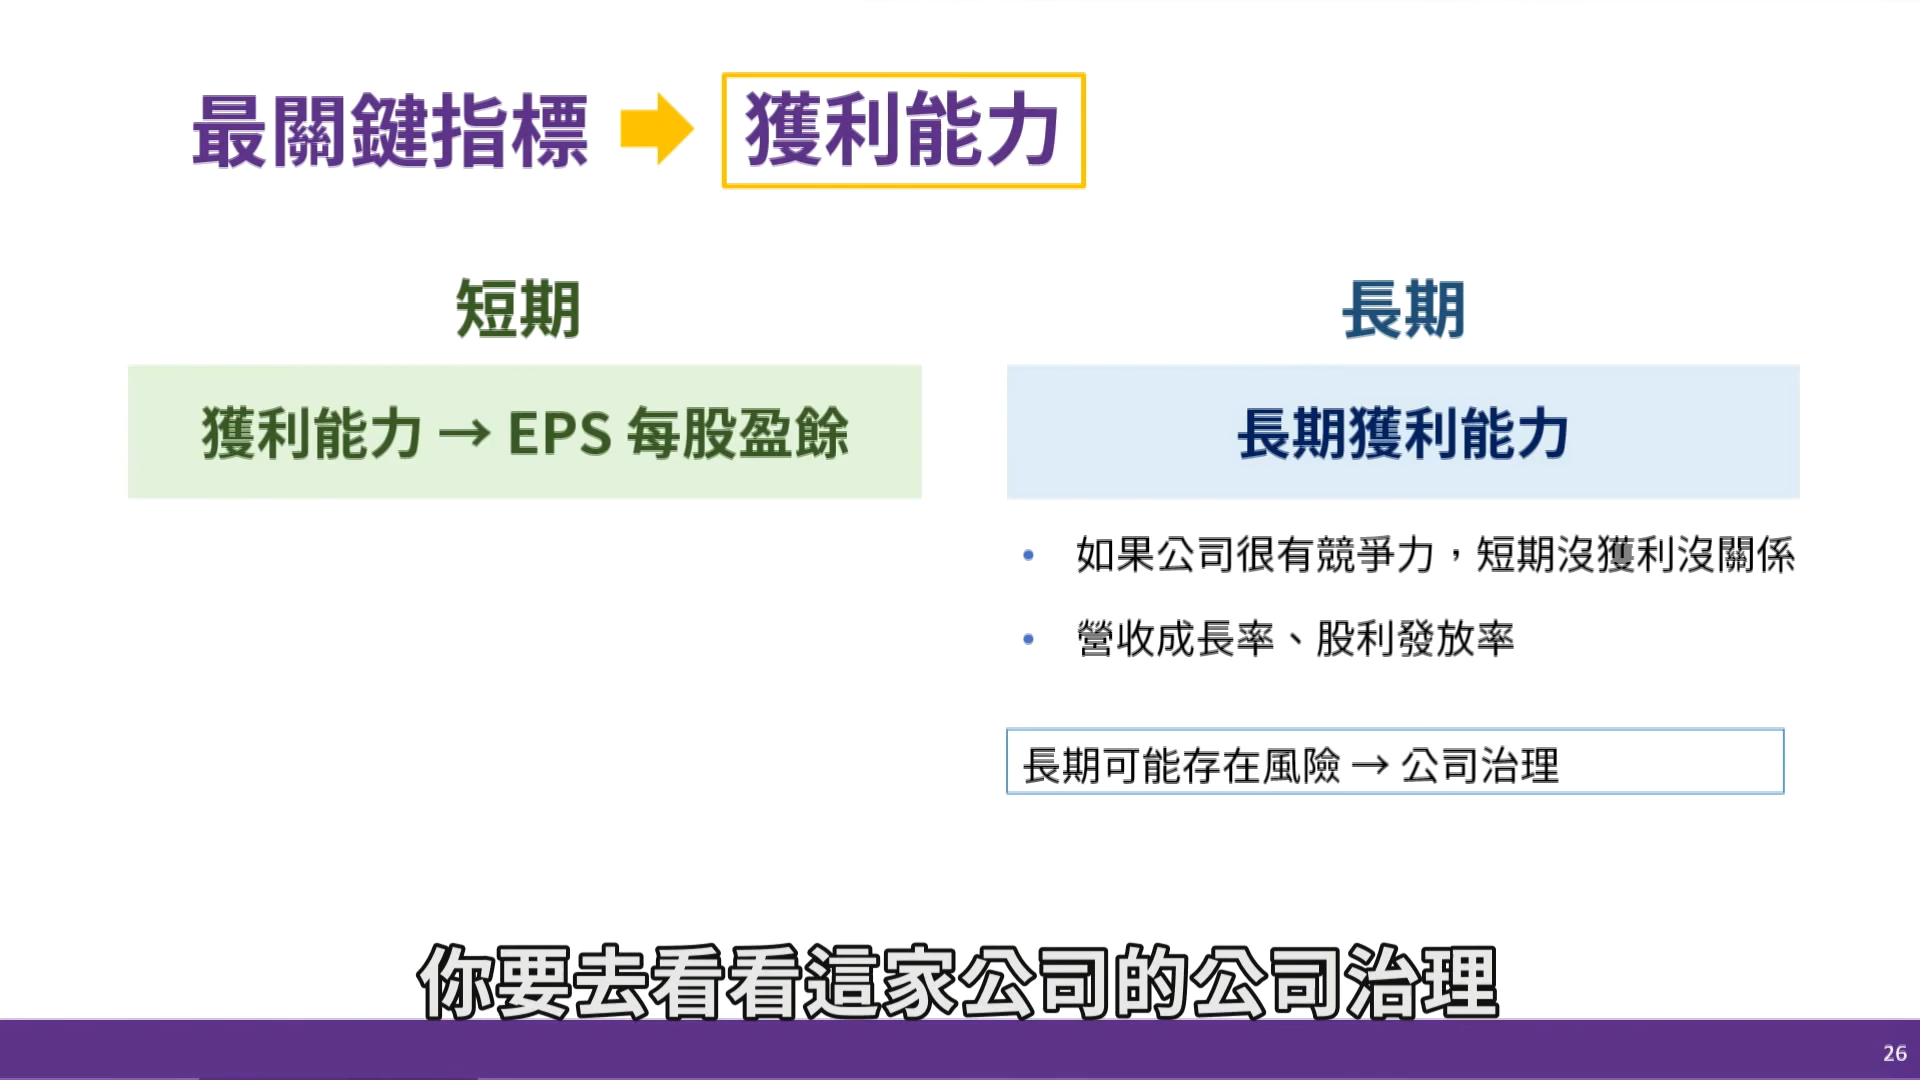 最關鍵指標 ➡ 獲利能力
短期
獲利能力 → EPS 每股盈餘
長期
長期獲利能力
• 如果公司很有競爭力，短期沒獲利沒關係
• 營收成長率、股利發放率
長期可能存在風險 → 公司治理
你要去看看這家公司的公司治理
26